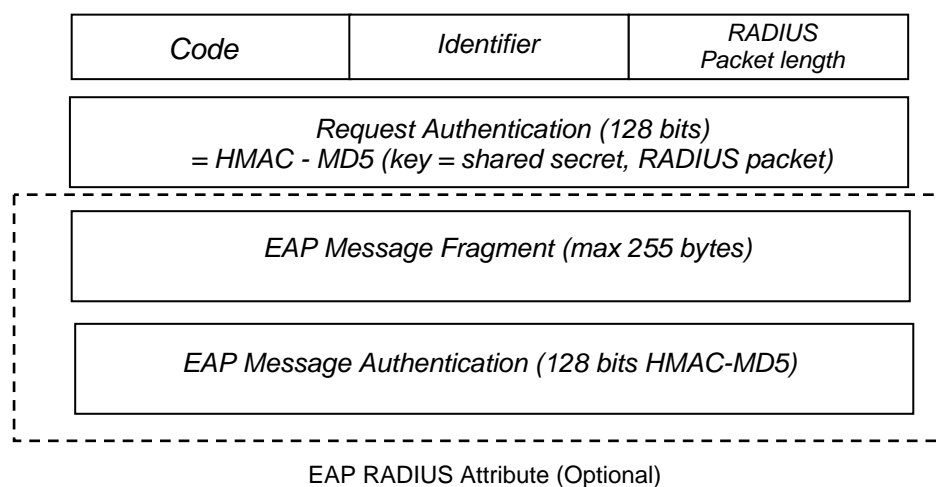 Code
Identifier
RADIUS
Packet length
Request Authentication (128 bits)
= HMAC - MD5 (key = shared secret, RADIUS packet)
EAP Message Fragment (max 255 bytes)
EAP Message Authentication (128 bits HMAC-MD5)
EAP RADIUS Attribute (Optional)